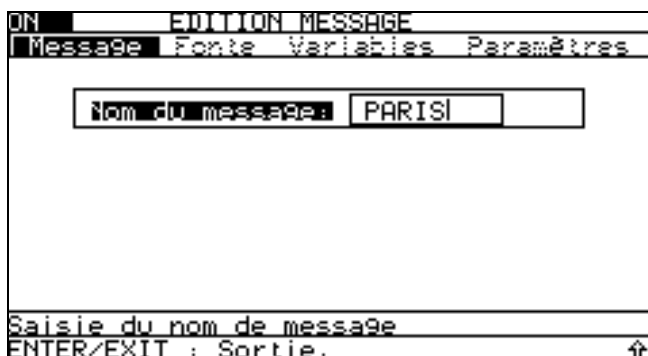 ON EDITION MESSAGE
Message Fonte Variables Paramètres
Nom du message: PARIS
Saisie du nom de message
ENTER/EXIT : Sortie.